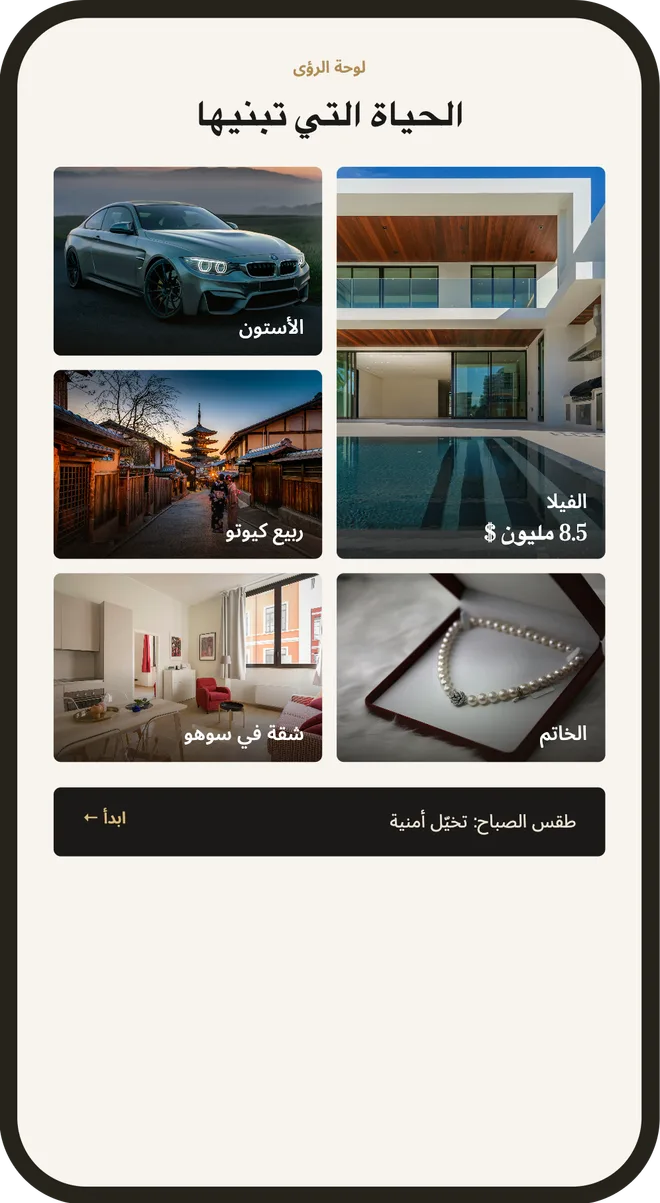 لوحة الرؤى
الحياة التي تبنيها
الفيلا
8.5 مليون $
الأستون
ربيع كيوتو
الخاتم
شقة في سوهو
طقس الصباح: تخيّل أمنية
ابدأ ←